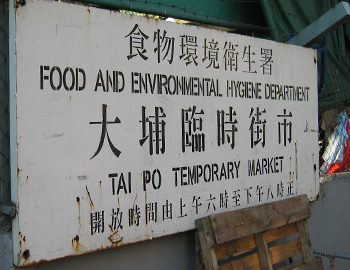 食物環境衞生署
FOOD AND ENVIRONMENTAL HYGIENE DEPARTMENT
大埔臨時街市
TAI PO TEMPORARY MARKET
開放時間由上午六時至下午八時正